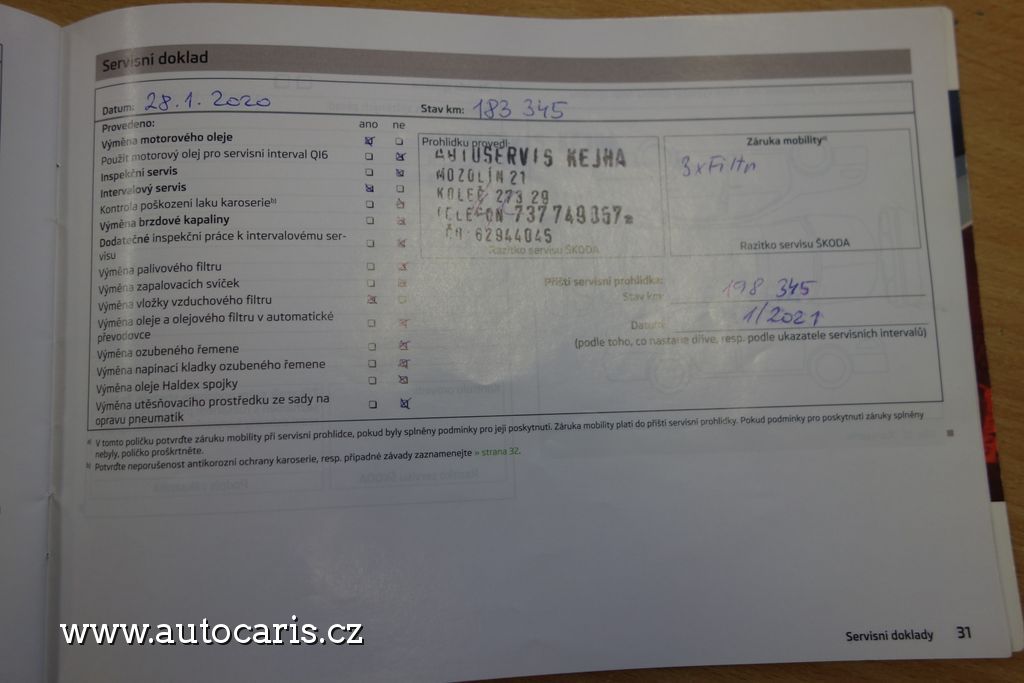 Servisní doklad
Datum: 28.1. 2020
Stav km: 183 345
Provedeno:
ano ne
Výměna motorového oleje
Použit motorový olej pro servisní interval QI6
Inspekční servis
Intervalový servis
Kontrola poškození laku karoserie b)
Výměna brzdové kapaliny
Dodatečné inspekční práce k intervalovému ser-
visu
Výměna palivového filtru
Výměna zapalovacích svíček
Výměna vložky vzduchového filtru
Výměna oleje a olejového filtru v automatické
převodovce
Výměna ozubeného řemene
Výměna napínací kladky ozubeného řemene
Výměna oleje Haldex spojky
Výměna utěsňovacího prostředku ze sady na
opravu pneumatik
Prohlídku provedl:
AUTOSERVIS KEJHA
MOZOLÍN 21
KOLEČ 273 29
TELEFON 737 749 357
IČO: 62944045
Razítko servisu ŠKODA
Záruka mobility a)
3xFiltr
Razítko servisu ŠKODA
Příští servisní prohlídka:
Stav km: 198 345
Datum: 1/2021
(podle toho, co nastane dříve, resp. podle ukazatele servisních intervalů)
a) V tomto políčku potvrďte záruku mobility při servisní prohlídce, pokud byly splněny podmínky pro její poskytnutí. Záruka mobility platí do příští servisní prohlídky. Pokud podmínky pro poskytnutí záruky splněny
nebyly, políčko proškrtněte.
b) Potvrďte neporušenost antikorozní ochrany karoserie, resp. případné závady zaznamenejte » strana 32.
www.autocaris.cz
Servisní doklady 31